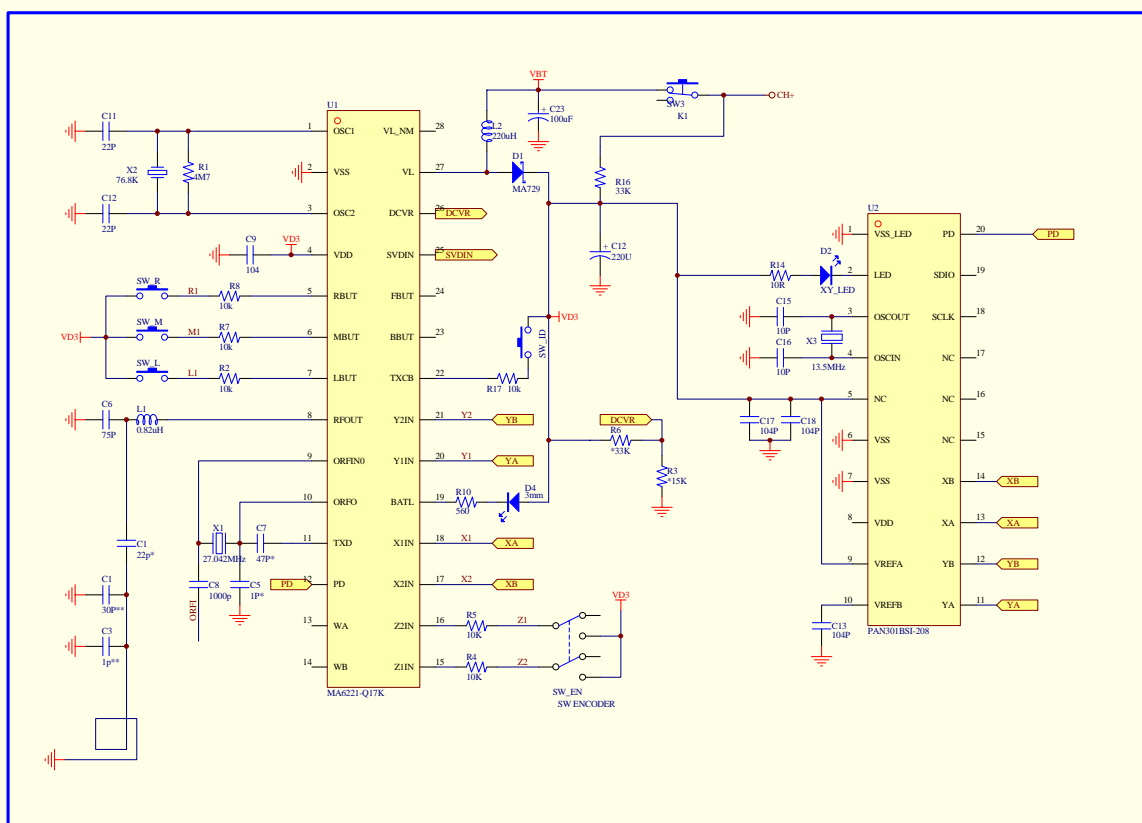 VBT
C23
100uF
L2
220uH
SW3
K1
CH+
U1
C11
22P
1
OSC1
VL_NM
28
X2
76.8K
R1
4M7
2
VSS
VL
27
D1
MA729
R16
33K
C12
22P
3
OSC2
DCVR
26
DCVR
C9
104
VD3
4
VDD
SVDIN
25
SVDIN
C12
220U
SW_R
R1
R8
10k
5
RBUT
FBUT
24
VD3
SW_M
M1
R7
10k
6
MBUT
BBUT
23
SW_ID
VD3
SW_L
L1
R2
10k
7
LBUT
TXCB
22
R17 10k
C6
75P
L1
0.82uH
8
RFOUT
Y2IN
21
Y2
YB
9
ORFIN0
Y1IN
20
Y1
YA
DCVR
R6
*33K
R3
*15K
10
ORFO
BATL
19
R10
560
D4
3mm
X1
27.042MHz
C7
47P*
11
TXD
X1IN
18
X1
XA
C1
22p*
C8
1000p
C5
1P*
PD
12
PD
X2IN
17
X2
XB
ORFI
C1
30P**
13
WA
Z2IN
16
R5
10K
Z1
VD3
C3
1p**
14
WB
Z1IN
15
R4
10K
Z2
MA6221-Q17K
SW_EN
SW ENCODER
U2
1
VSS_LED
PD
20
PD
R14
10R
D2
XY_LED
2
LED
SDIO
19
C15
10P
3
OSCOUT
SCLK
18
X3
13.5MHz
C16
10P
4
OSCIN
NC
17
5
NC
NC
16
C17
104P
C18
104P
6
VSS
NC
15
7
VSS
XB
14
XB
8
VDD
XA
13
XA
9
VREFA
YB
12
YB
10
VREFB
YA
11
YA
C13
104P
PAN301BSI-208